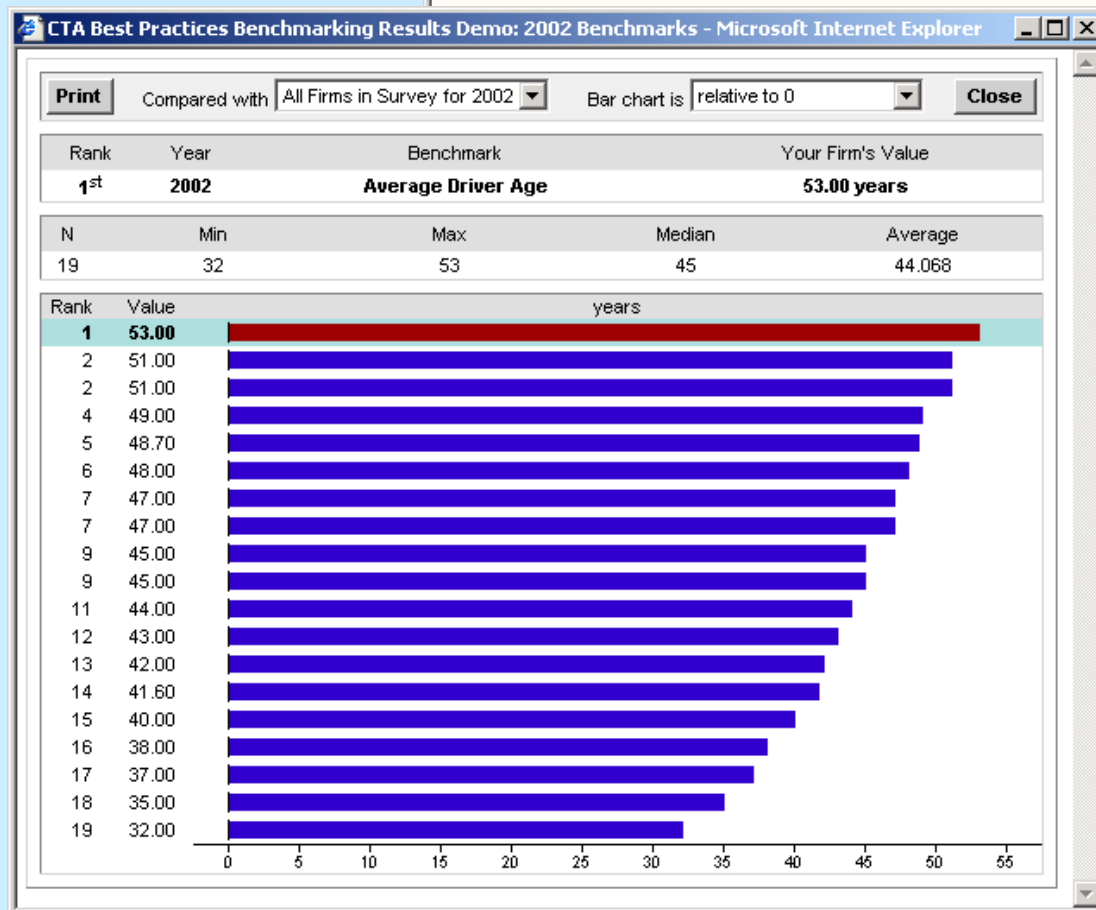 CTA Best Practices Benchmarking Results Demo: 2002 Benchmarks - Microsoft Internet Explorer
Print Compared with All Firms in Survey for 2002 Bar chart is relative to 0 Close
Rank Year Benchmark Your Firm's Value
1st 2002 Average Driver Age 53.00 years
N Min Max Median Average
19 32 53 45 44.068
Rank Value years
1 53.00
2 51.00
2 51.00
4 49.00
5 48.70
6 48.00
7 47.00
7 47.00
9 45.00
9 45.00
11 44.00
12 43.00
13 42.00
14 41.60
15 40.00
16 38.00
17 37.00
18 35.00
19 32.00
0 5 10 15 20 25 30 35 40 45 50 55